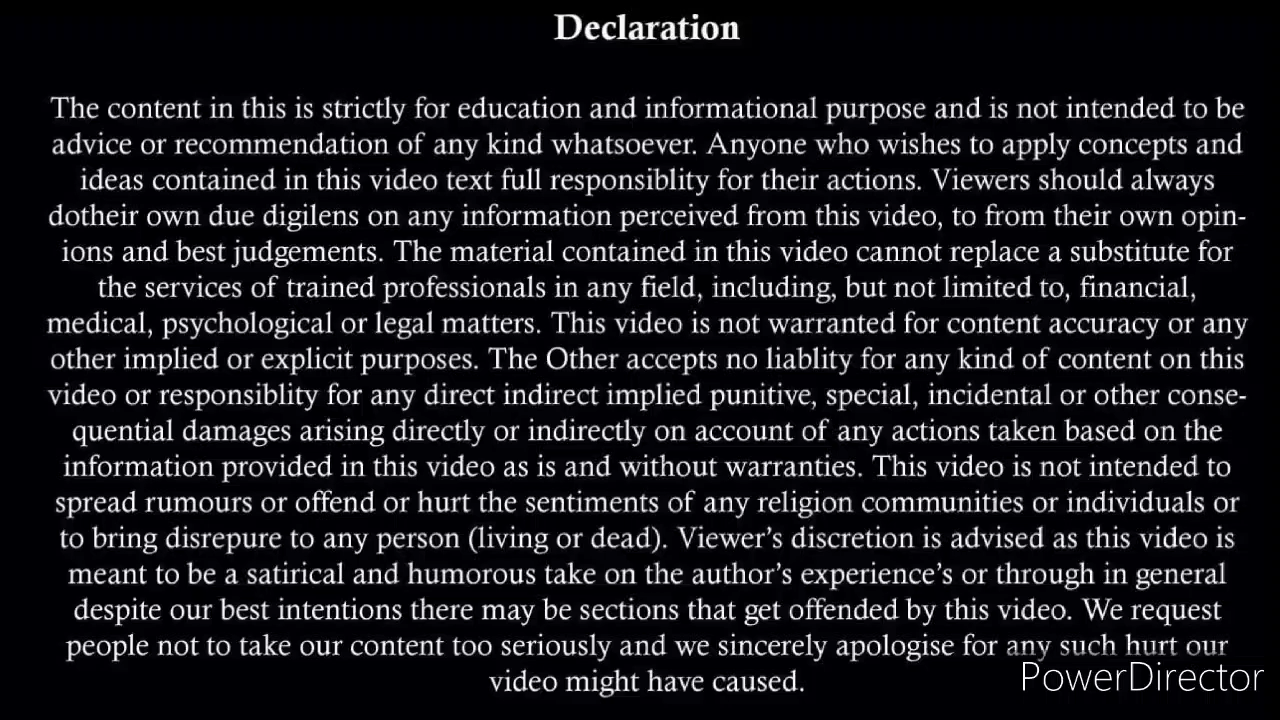 Declaration
The content in this is strictly for education and informational purpose and is not intended to be
advice or recommendation of any kind whatsoever. Anyone who wishes to apply concepts and
ideas contained in this video text full responsiblity for their actions. Viewers should always
dotheir own due digilens on any information perceived from this video, to from their own opin-
ions and best judgements. The material contained in this video cannot replace a substitute for
the services of trained professionals in any field, including, but not limited to, financial,
medical, psychological or legal matters. This video is not warranted for content accuracy or any
other implied or explicit purposes. The Other accepts no liablity for any kind of content on this
video or responsiblity for any direct indirect implied punitive, special, incidental or other conse-
quential damages arising directly or indirectly on account of any actions taken based on the
information provided in this video as is and without warranties. This video is not intended to
spread rumours or offend or hurt the sentiments of any religion communities or individuals or
to bring disrepure to any person (living or dead). Viewer’s discretion is advised as this video is
meant to be a satirical and humorous take on the author’s experience’s or through in general
despite our best intentions there may be sections that get offended by this video. We request
people not to take our content too seriously and we sincerely apologise for any such hurt our
video might have caused.
PowerDirector